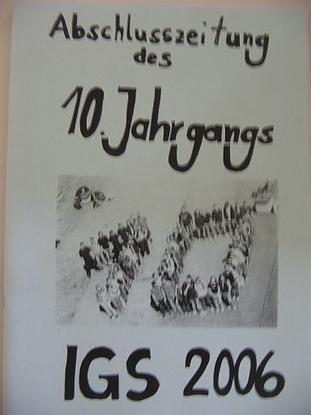 Abschlusszeitung
des
10. Jahrgangs
IGS 2006